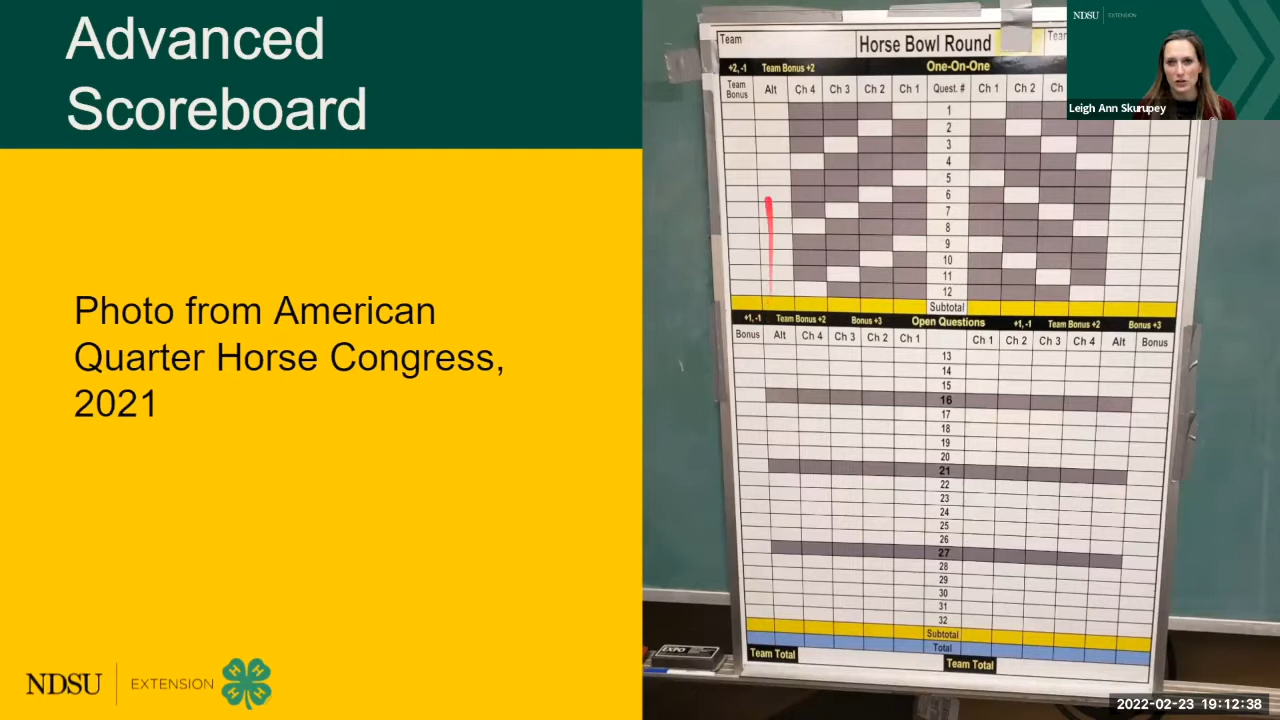 Advanced
Scoreboard
Photo from American
Quarter Horse Congress,
2021
NDSU EXTENSION
Team Horse Bowl Round Tear
+2,-1 Team Bonus +2 One-On-One
Team Bonus Alt Ch 4 Ch 3 Ch 2 Ch 1 Quest. # Ch 1 Ch 2 Ch
1
2
3
4
5
6
7
8
9
10
11
12
Subtotal
+1,-1 Team Bonus +2 Bonus +3 Open Questions +1,-1 Team Bonus +2 Bonus +3
Bonus Alt Ch 4 Ch 3 Ch 2 Ch 1 Ch 1 Ch 2 Ch 3 Ch 4 Alt Bonus
13
14
15
16
17
18
19
20
21
22
23
24
25
26
27
28
29
30
31
32
Subtotal
Total
Team Total Team Total
EXPO
NDSU EXTENSION
Leigh Ann Skurupey
2022-02-23 19:12:38